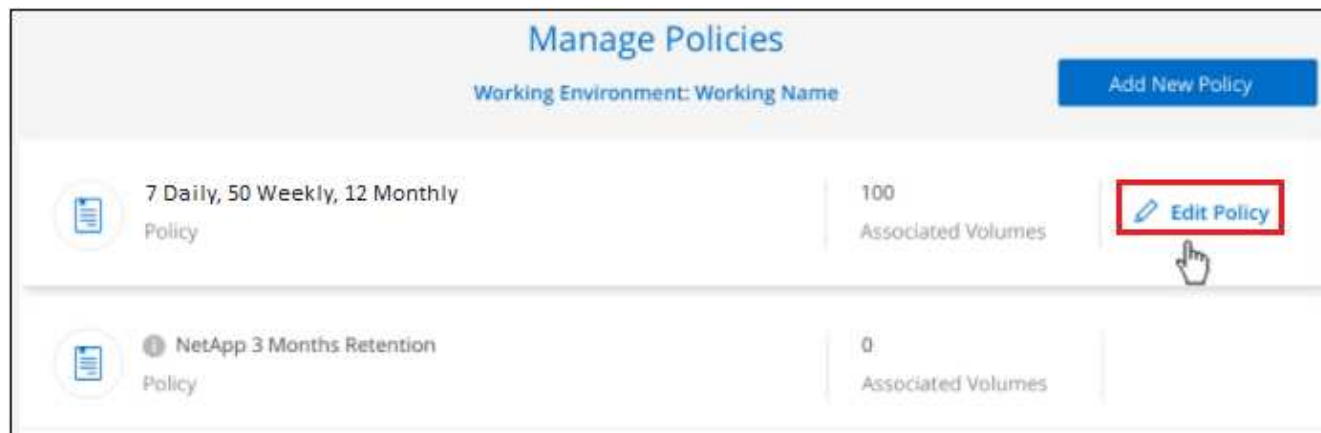 Manage Policies
Working Environment: Working Name
Add New Policy
7 Daily, 50 Weekly, 12 Monthly
Policy
100
Associated Volumes
Edit Policy
NetApp 3 Months Retention
Policy
0
Associated Volumes